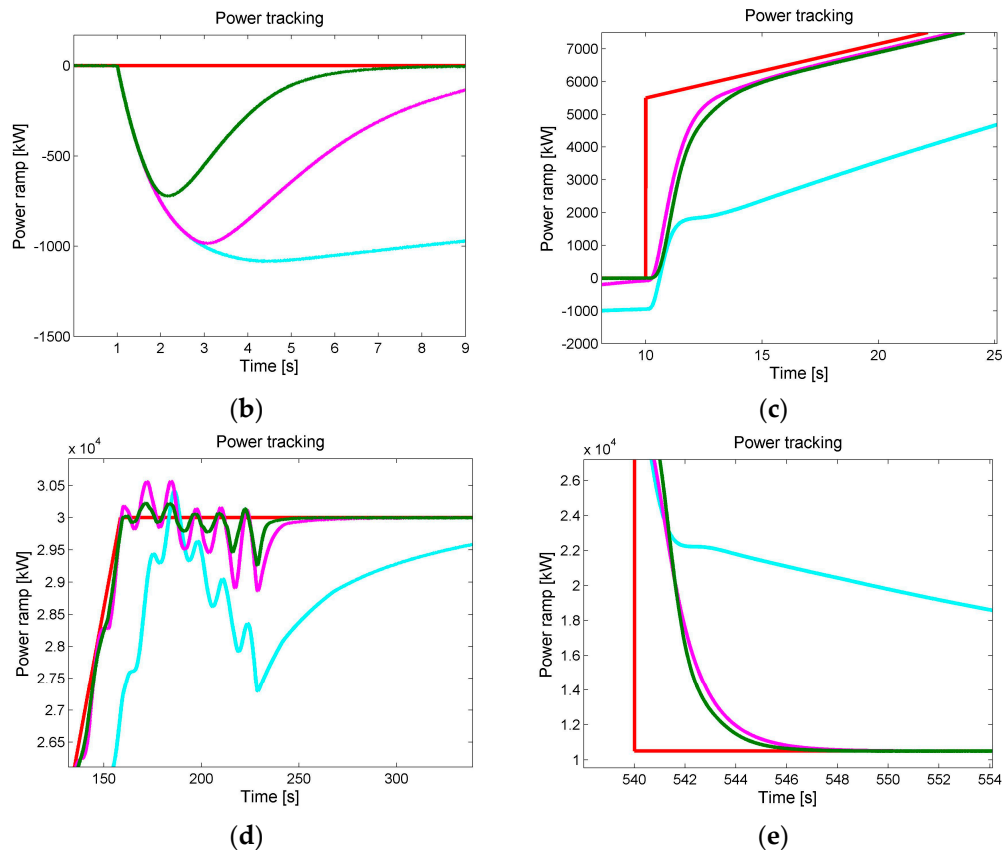 Power tracking
Power ramp [kW]
0
-500
-1000
-1500
1 2 3 4 5 6 7 8 9
Time [s]
(b)
Power tracking
Power ramp [kW]
7000
6000
5000
4000
3000
2000
1000
0
-1000
-2000
10 15 20 25
Time [s]
(c)
Power tracking
x 10^4
Power ramp [kW]
3.05
3
2.95
2.9
2.85
2.8
2.75
2.7
2.65
150 200 250 300
Time [s]
(d)
Power tracking
x 10^4
Power ramp [kW]
2.6
2.4
2.2
2
1.8
1.6
1.4
1.2
1
540 542 544 546 548 550 552 554
Time [s]
(e)